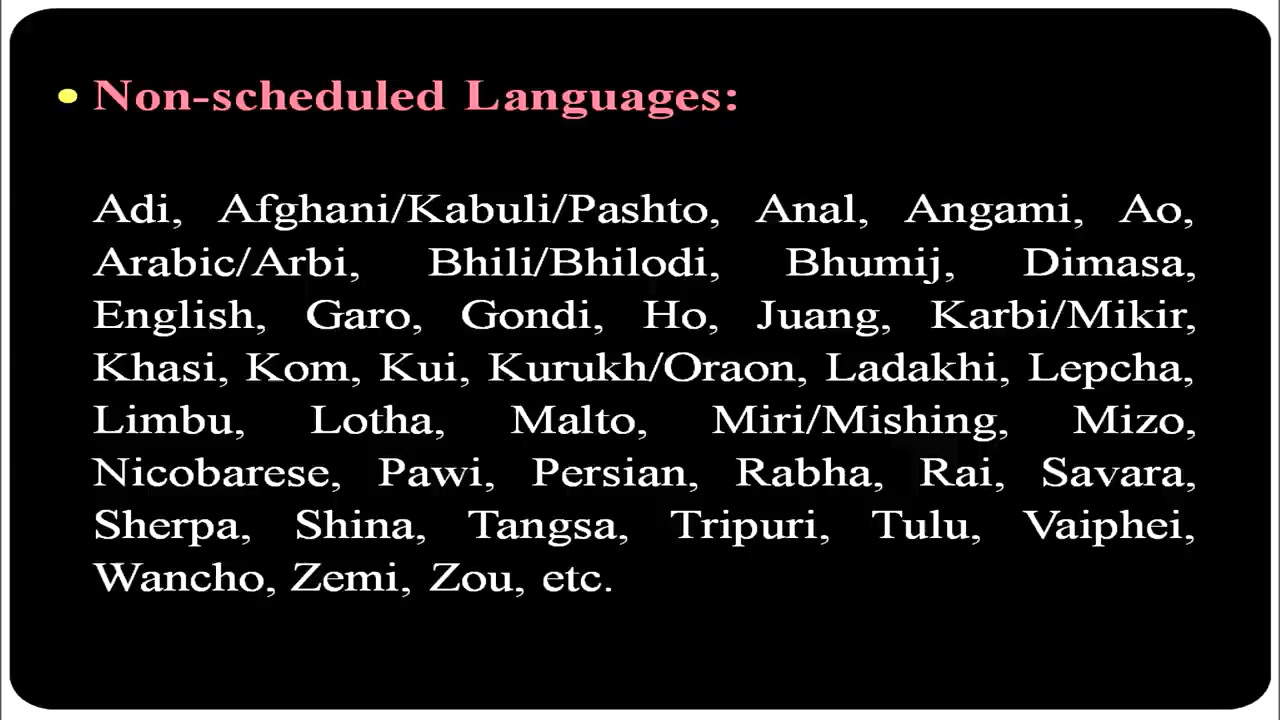 • Non-scheduled Languages:
Adi, Afghani/Kabuli/Pashto, Anal, Angami, Ao,
Arabic/Arbi, Bhili/Bhilodi, Bhumij, Dimasa,
English, Garo, Gondi, Ho, Juang, Karbi/Mikir,
Khasi, Kom, Kui, Kurukh/Oraon, Ladakhi, Lepcha,
Limbu, Lotha, Malto, Miri/Mishing, Mizo,
Nicobarese, Pawi, Persian, Rabha, Rai, Savara,
Sherpa, Shina, Tangsa, Tripuri, Tulu, Vaiphei,
Wancho, Zemi, Zou, etc.